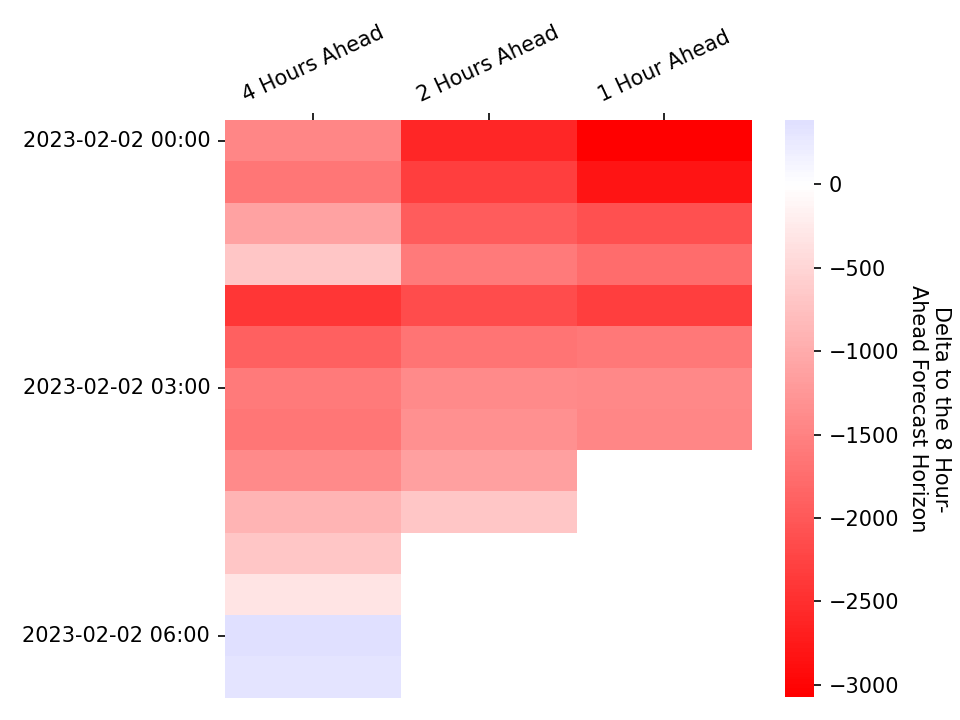 4 Hours Ahead
2 Hours Ahead
1 Hour Ahead
2023-02-02 00:00
2023-02-02 03:00
2023-02-02 06:00
0
−500
−1000
−1500
−2000
−2500
−3000
Delta to the 8 Hour-
Ahead Forecast Horizon